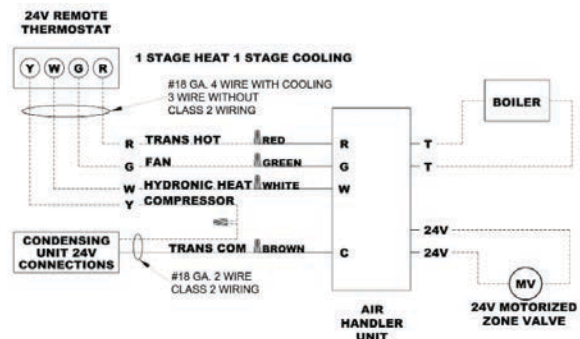 24V REMOTE
THERMOSTAT
Y W G R
1 STAGE HEAT 1 STAGE COOLING
#18 GA. 4 WIRE WITH COOLING
3 WIRE WITHOUT
CLASS 2 WIRING
BOILER
R TRANS HOT RED R T
G FAN GREEN G T
W HYDRONIC HEAT WHITE W
Y COMPRESSOR
24V
CONDENSING
UNIT 24V
CONNECTIONS
TRANS COM BROWN C 24V
#18 GA. 2 WIRE
CLASS 2 WIRING
MV
AIR
HANDLER
UNIT
24V MOTORIZED
ZONE VALVE